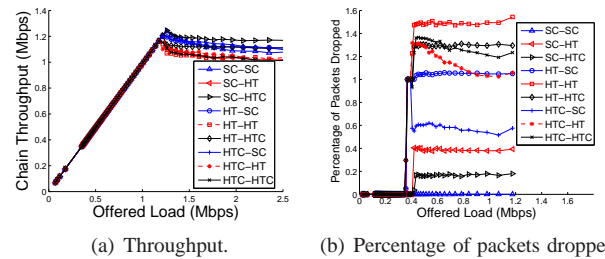 Chain Throughput (Mbps)
1.4
1.2
1
0.8
0.6
0.4
0.2
0
0
0.5
1
1.5
2
2.5
Offered Load (Mbps)
SC-SC
SC-HT
SC-HTC
HT-SC
HT-HT
HT-HTC
HTC-SC
HTC-HT
HTC-HTC
(a) Throughput.
Percentage of Packets Dropped
1.6
1.4
1.2
1
0.8
0.6
0.4
0.2
0
0
0.2
0.4
0.6
0.8
1
1.2
1.4
1.6
Offered Load (Mbps)
SC-SC
SC-HT
SC-HTC
HT-SC
HT-HT
HT-HTC
HTC-SC
HTC-HT
HTC-HTC
(b) Percentage of packets droppe